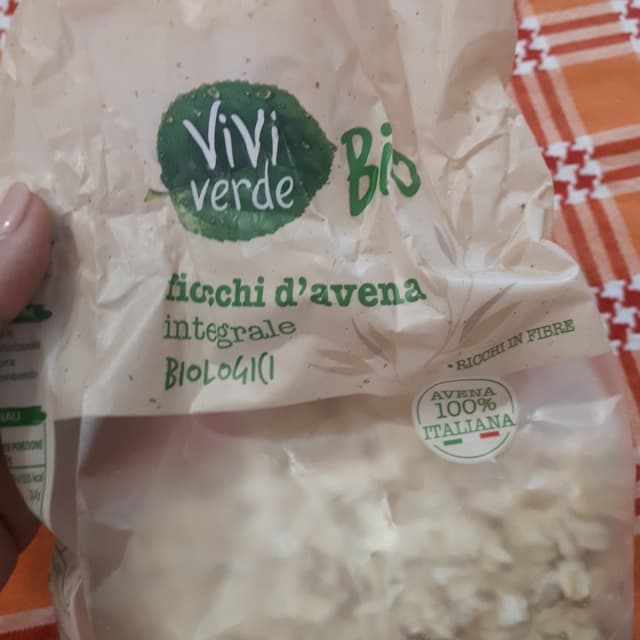 ViVi
verde
Bio
fiocchi d'avena
integrale
BIOLOGICI
• RICCHI IN FIBRE
AVENA
100%
ITALIANA